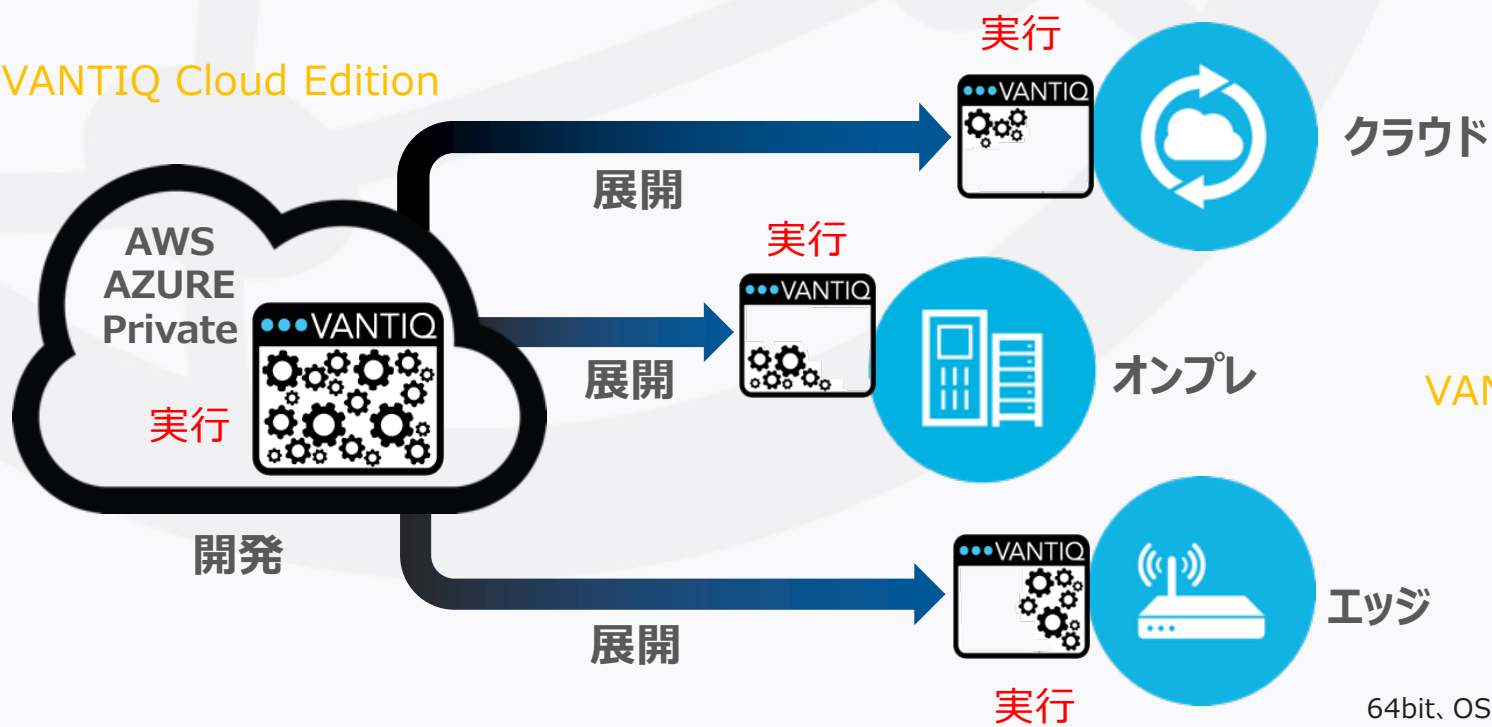 VANTIQ Cloud Edition
実行
VANTIQ
クラウド
展開
AWS
AZURE
Private
VANTIQ
実行
開発
実行
VANTIQ
オンプレ
展開
VAN
VANTIQ
エッジ
展開
実行
64bit、OS